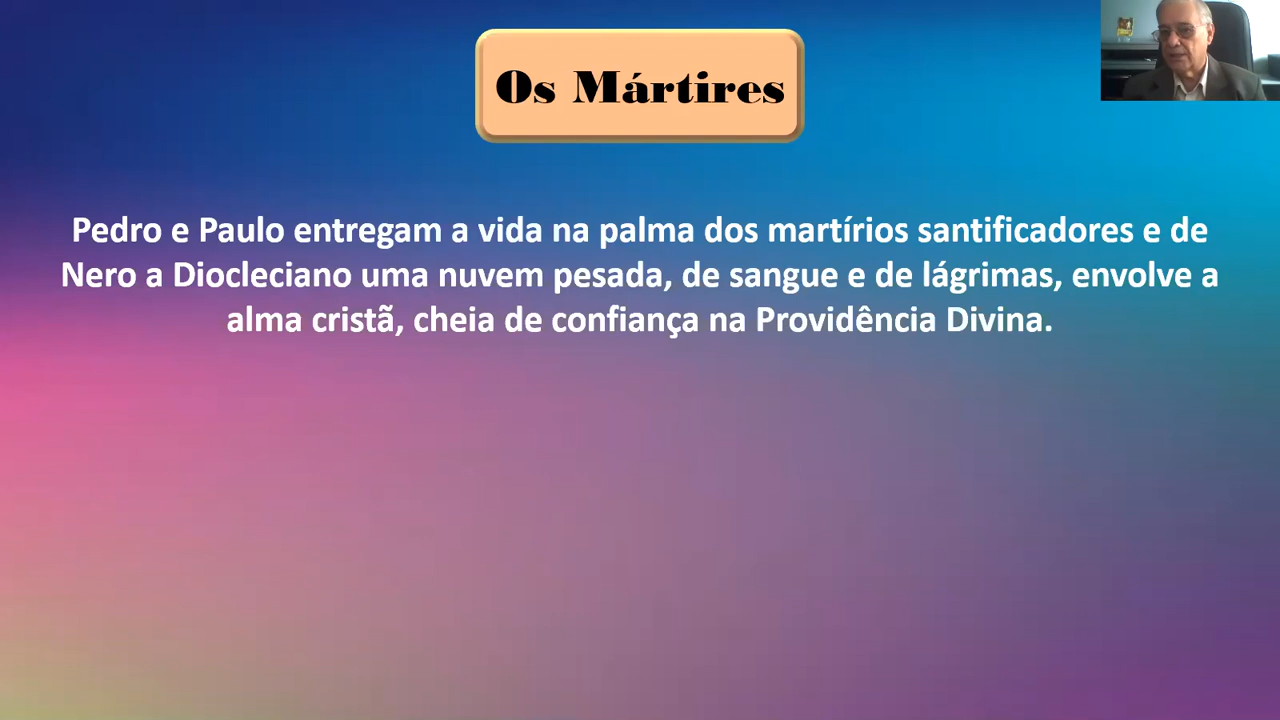 Os Mártires
Pedro e Paulo entregam a vida na palma dos martírios santificadores e de
Nero a Diocleciano uma nuvem pesada, de sangue e de lágrimas, envolve a
alma cristã, cheia de confiança na Providência Divina.